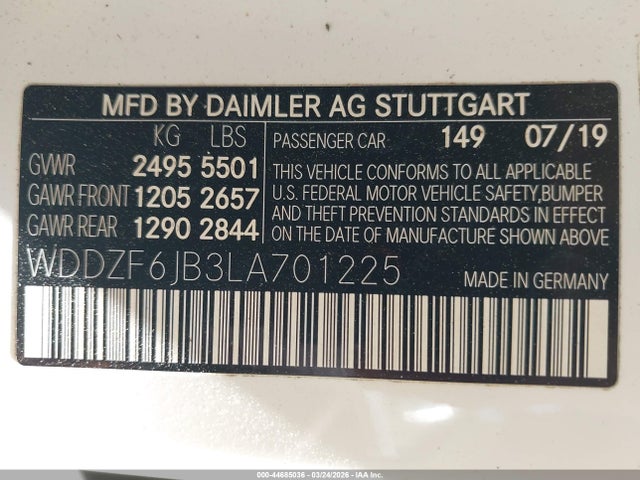 MFD BY DAIMLER AG STUTTGART
KG LBS
GVWR 2495 5501
GAWR FRONT 1205 2657
GAWR REAR 1290 2844
PASSENGER CAR 149 07/19
THIS VEHICLE CONFORMS TO ALL APPLICABLE
U.S. FEDERAL MOTOR VEHICLE SAFETY,BUMPER
AND THEFT PREVENTION STANDARDS IN EFFECT
ON THE DATE OF MANUFACTURE SHOWN ABOVE.
WDDZF6JB3LA701225 MADE IN GERMANY
000-44685036 - 03/24/2026 - IAAI